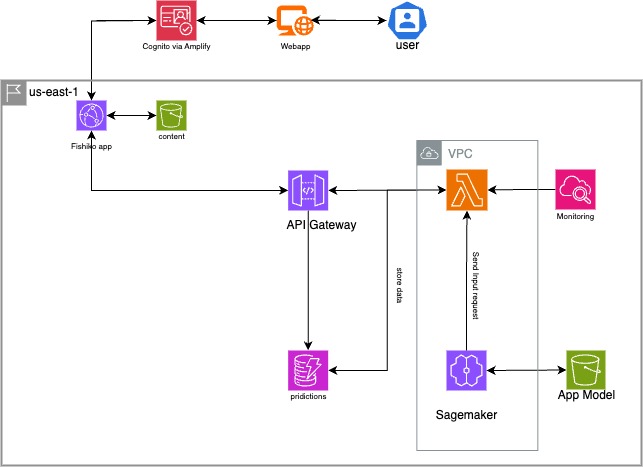 Cognito via Amplify
Webapp
user
us-east-1
Fishiko app
content
VPC
API Gateway
Monitoring
store data
Send Input request
pridictions
Sagemaker
App Model